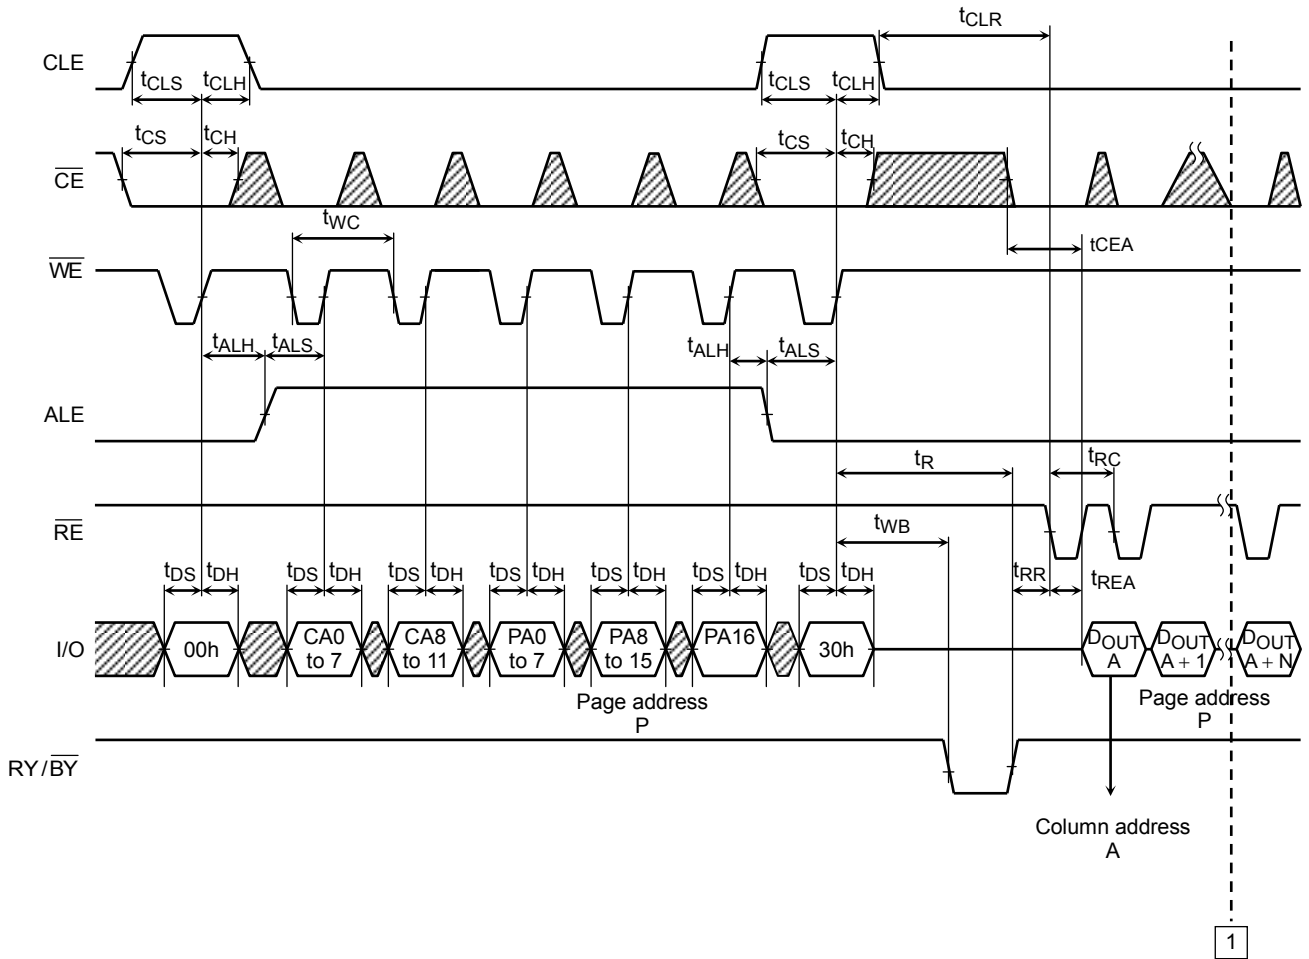 tCLR
CLE
tCLS tCLH tCLS tCLH
tCS tCH tCS tCH
CE
tWC
tCEA
WE
tALH tALS tALH tALS
ALE
tR tRC
RE
tWB
tDS tDH tDS tDH tDS tDH tDS tDH tDS tDH tDS tDH tDS tDH tRR tREA
I/O 00h CA0 to 7 CA8 to 11 PA0 to 7 PA8 to 15 PA16 30h DOUT A DOUT A + 1 DOUT A + N
Page address P
Page address P
RY/BY
Column address
A
1